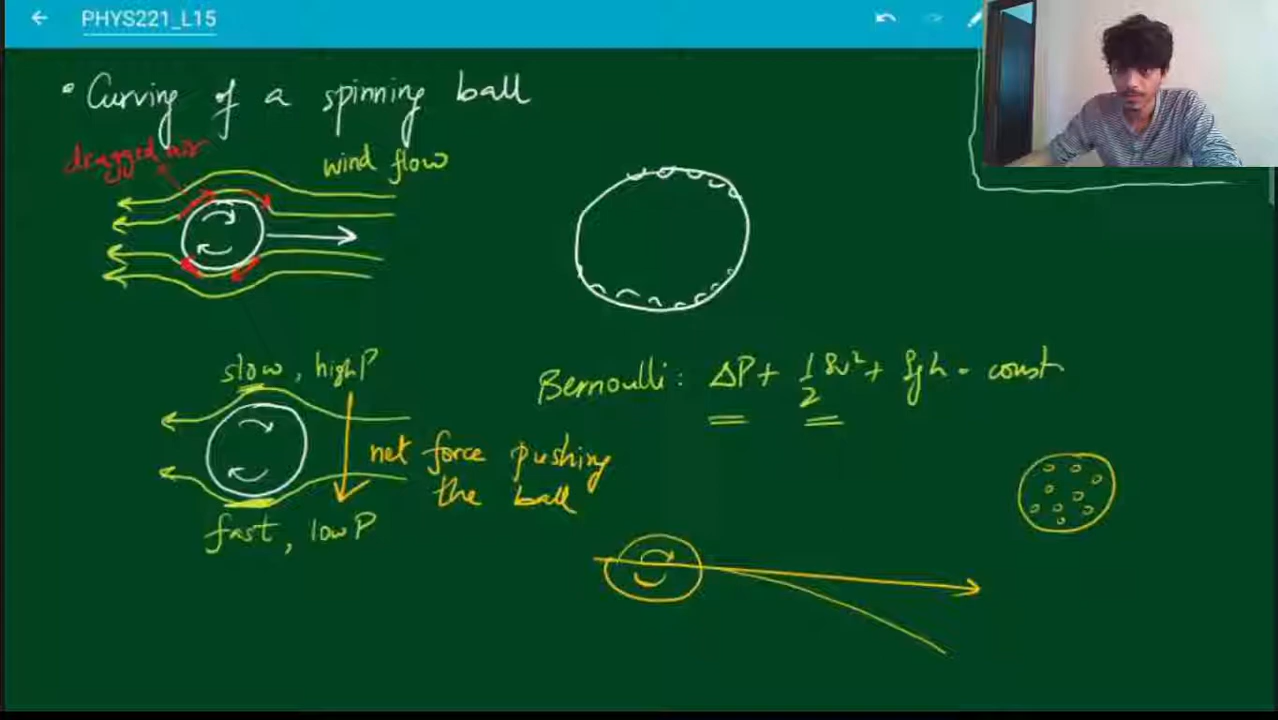 PHYS221_L15
• Curving of a spinning ball
dragged air
wind flow
slow, high P
Bernoulli: ΔP + 1/2 ρv² + ρgh = const
net force pushing
the ball
fast, low P